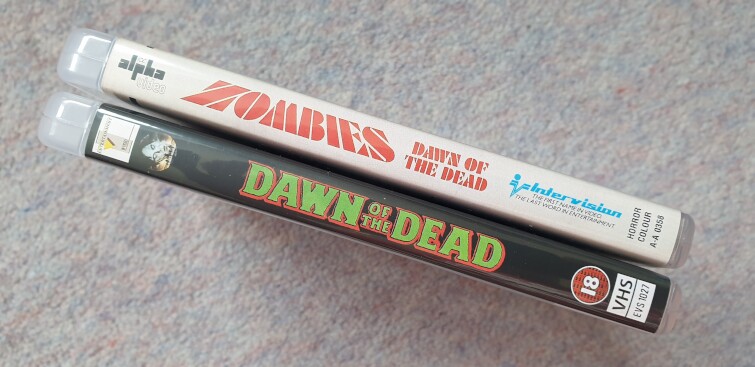 alpha
video
ZOMBIES
DAWN OF
THE DEAD
Intervision
THE FIRST NAME IN VIDEO
THE LAST WORD IN ENTERTAINMENT
HORROR
COLOUR
A-A 0358
DAWN
OF
THE
DEAD
18
VHS
EVS 1027